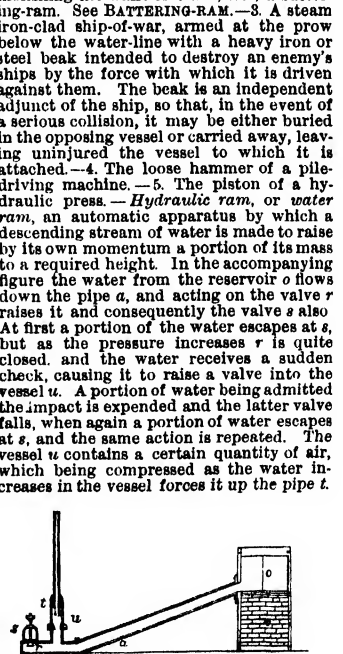 ing-ram. See BATTERING-RAM.—3. A steam
iron-clad ship-of-war, armed at the prow
below the water-line with a heavy iron or
steel beak intended to destroy an enemy's
ships by the force with which it is driven
against them. The beak is an independent
adjunct of the ship, so that, in the event of
a serious collision, it may be either buried
in the opposing vessel or carried away, leav-
ing uninjured the vessel to which it is
attached.—4. The loose hammer of a pile-
driving machine.—5. The piston of a hy-
draulic press.—Hydraulic ram, or water
ram, an automatic apparatus by which a
descending stream of water is made to raise
by its own momentum a portion of its mass
to a required height. In the accompanying
figure the water from the reservoir o flows
down the pipe a, and acting on the valve r
raises it and consequently the valve s also
At first a portion of the water escapes at s,
but as the pressure increases r is quite
closed. and the water receives a sudden
check, causing it to raise a valve into the
vessel u. A portion of water being admitted
the impact is expended and the latter valve
falls, when again a portion of water escapes
at s, and the same action is repeated. The
vessel u contains a certain quantity of air,
which being compressed as the water in-
creases in the vessel forces it up the pipe t.
o
t
u
s
a